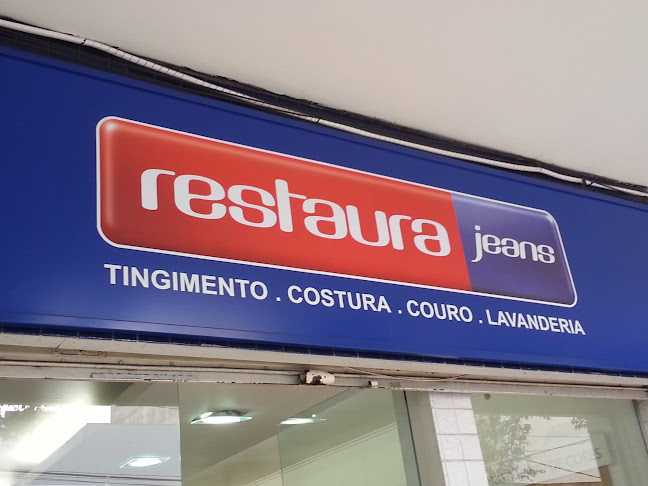 restaura jeans
TINGIMENTO . COSTURA . COURO . LAVANDERIA